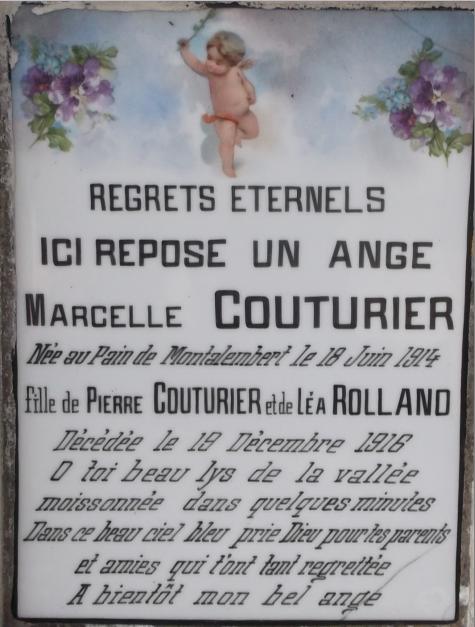 REGRETS ETERNELS
ICI REPOSE UN ANGE
MARCELLE COUTURIER
Née au Pain de Montalembert le 18 Juin 1914
fille de PIERRE COUTURIER et de LÉA ROLLAND
Décédée le 18 Décembre 1916
O toi beau lys de la vallée
moissonnée dans quelques minutes
Dans ce beau ciel bleu prie Dieu pour tes parents
et amies qui t'ont tant regrettée
A bientôt mon bel ange